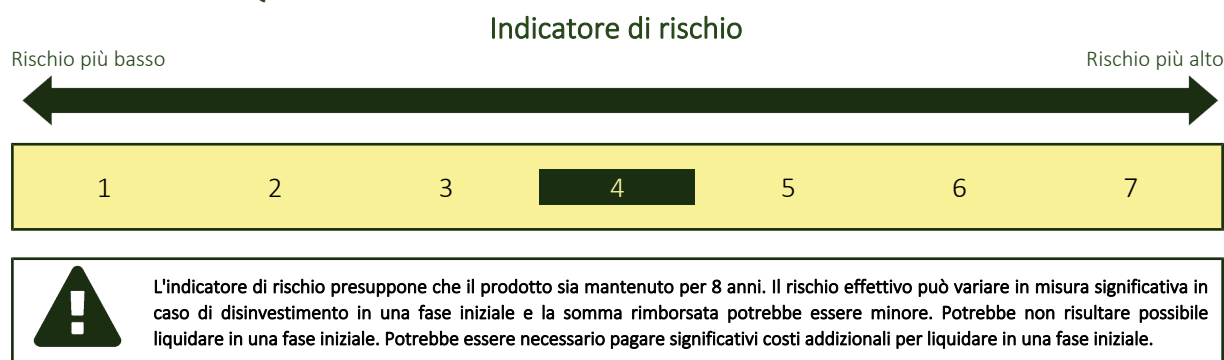 Indicatore di rischio
Rischio più basso Rischio più alto
1 2 3 4 5 6 7
L'indicatore di rischio presuppone che il prodotto sia mantenuto per 8 anni. Il rischio effettivo può variare in misura significativa in
caso di disinvestimento in una fase iniziale e la somma rimborsata potrebbe essere minore. Potrebbe non risultare possibile
liquidare in una fase iniziale. Potrebbe essere necessario pagare significativi costi addizionali per liquidare in una fase iniziale.